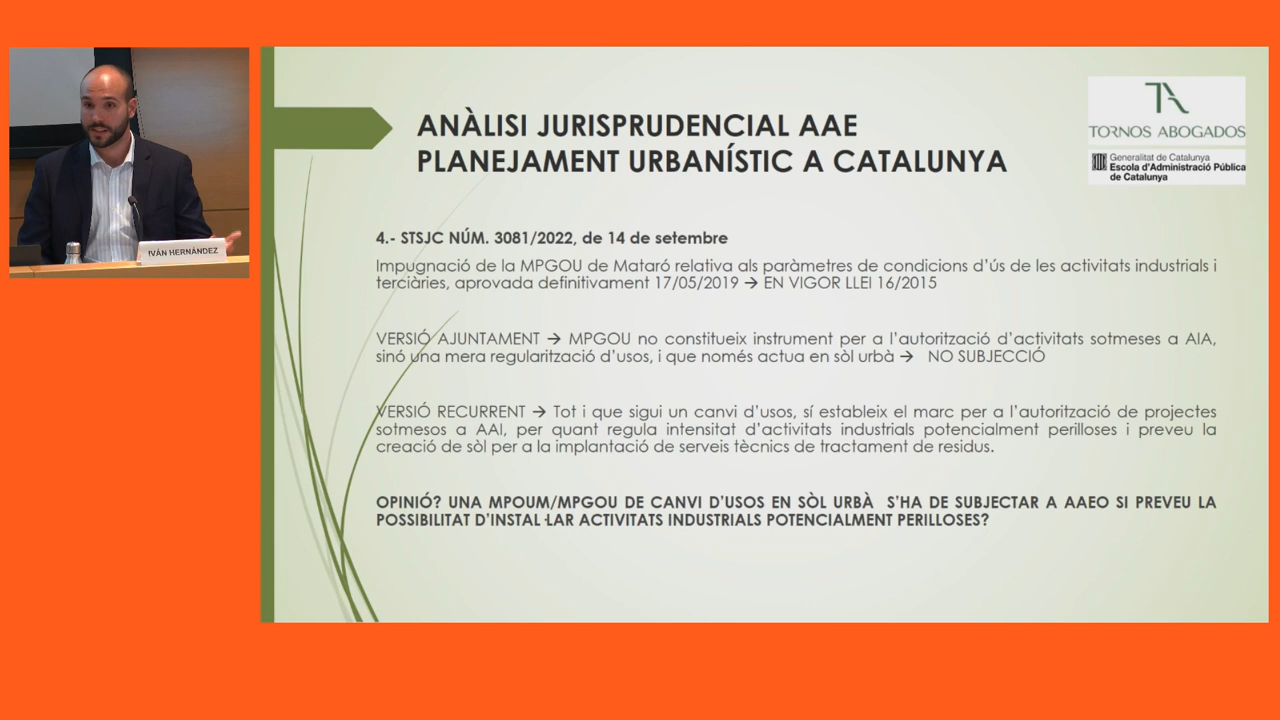 IVÁN HERNÁNDEZ
ANÀLISI JURISPRUDENCIAL AAE
PLANEJAMENT URBANÍSTIC A CATALUNYA
TA
TORNOS ABOGADOS
Generalitat de Catalunya
Escola d'Administració Pública
de Catalunya
4.- STSJC NÚM. 3081/2022, de 14 de setembre
Impugnació de la MPGOU de Mataró relativa als paràmetres de condicions d'ús de les activitats industrials i
terciàries, aprovada definitivament 17/05/2019 → EN VIGOR LLEI 16/2015
VERSIÓ AJUNTAMENT → MPGOU no constitueix instrument per a l'autorització d'activitats sotmeses a AIA,
sinó una mera regularització d'usos, i que només actua en sòl urbà → NO SUBJECCIÓ
VERSIÓ RECURRENT → Tot i que sigui un canvi d'usos, sí estableix el marc per a l'autorització de projectes
sotmesos a AAI, per quant regula intensitat d'activitats industrials potencialment perilloses i preveu la
creació de sòl per a la implantació de serveis tècnics de tractament de residus.
OPINIÓ? UNA MPOUM/MPGOU DE CANVI D'USOS EN SÒL URBÀ S'HA DE SUBJECTAR A AAEO SI PREVEU LA
POSSIBILITAT D'INSTAL·LAR ACTIVITATS INDUSTRIALS POTENCIALMENT PERILLOSES?